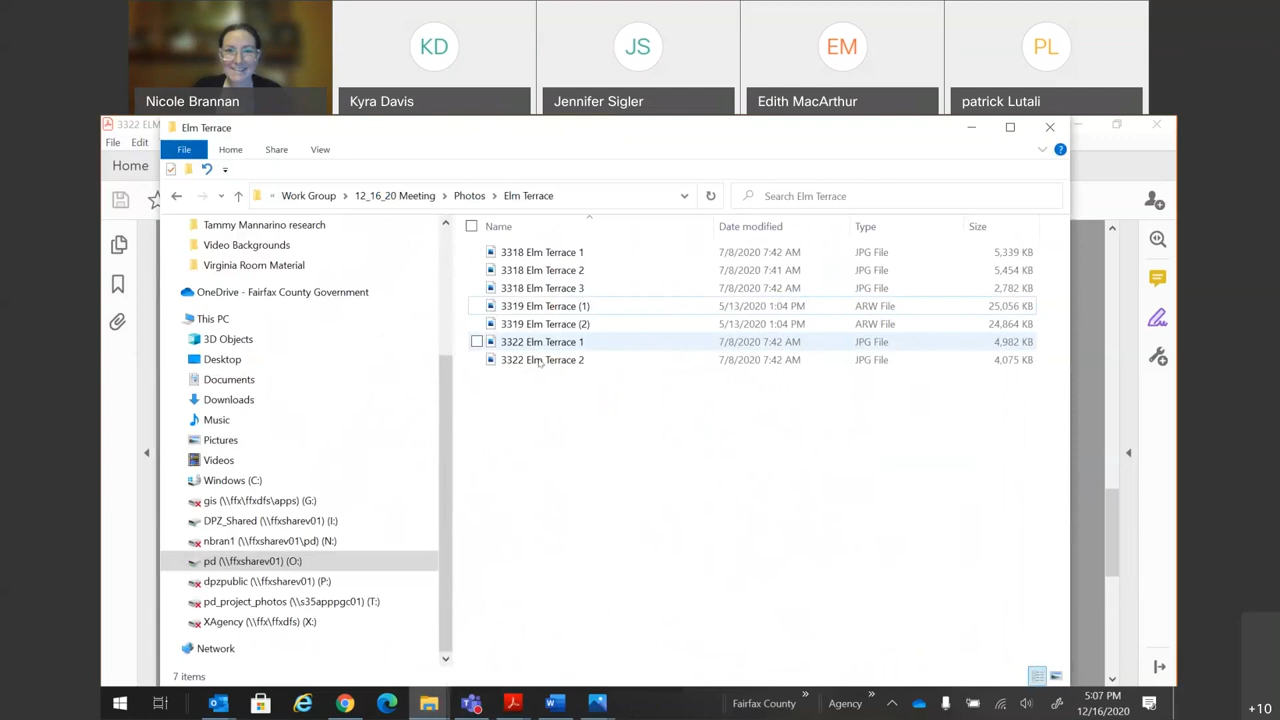 KD
JS
EM
PL
Nicole Brannan
Kyra Davis
Jennifer Sigler
Edith MacArthur
patrick Lutali
3322 ELM
Elm Terrace
File Edit
File Home Share View
Home
« Work Group > 12_16_20 Meeting > Photos > Elm Terrace
Search Elm Terrace
Name Date modified Type Size
Tammy Mannarino research
Video Backgrounds
Virginia Room Material
OneDrive - Fairfax County Government
This PC
3D Objects
Desktop
Documents
Downloads
Music
Pictures
Videos
Windows (C:)
gis (\\ffx\ffxdfs\apps) (G:)
DPZ_Shared (\\ffxsharev01) (I:)
nbran1 (\\ffxsharev01\pd) (N:)
pd (\\ffxsharev01) (O:)
dpzpublic (\\ffxsharev01) (P:)
pd_project_photos (\\s35apppgc01) (T:)
XAgency (\\ffx\ffxdfs) (X:)
Network
3318 Elm Terrace 1 7/8/2020 7:42 AM JPG File 5,339 KB
3318 Elm Terrace 2 7/8/2020 7:41 AM JPG File 5,454 KB
3318 Elm Terrace 3 7/8/2020 7:42 AM JPG File 2,782 KB
3319 Elm Terrace (1) 5/13/2020 1:04 PM ARW File 25,056 KB
3319 Elm Terrace (2) 5/13/2020 1:04 PM ARW File 24,864 KB
3322 Elm Terrace 1 7/8/2020 7:42 AM JPG File 4,982 KB
3322 Elm Terrace 2 7/8/2020 7:42 AM JPG File 4,075 KB
7 items
Fairfax County » Agency »
5:07 PM
12/16/2020
+10